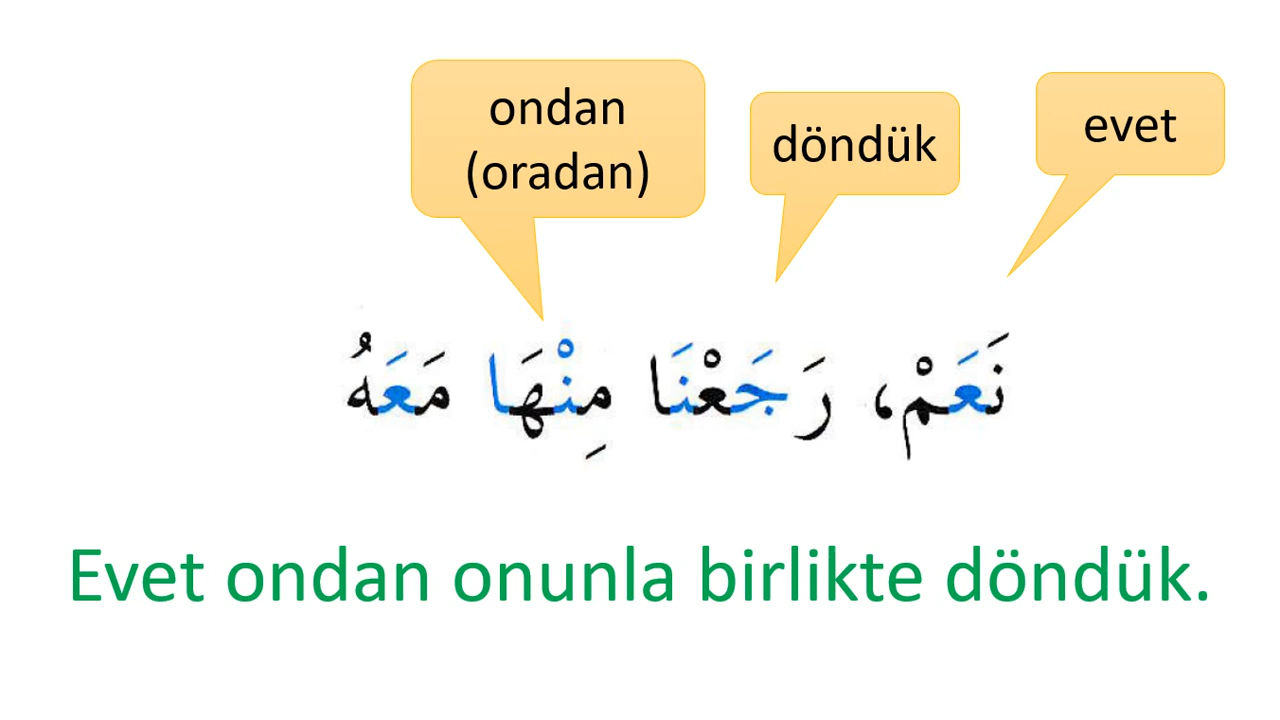 ondan
(oradan)
döndük
evet
نَعَمْ، رَجَعْنَا مِنْهَا مَعَهُ
Evet ondan onunla birlikte döndük.